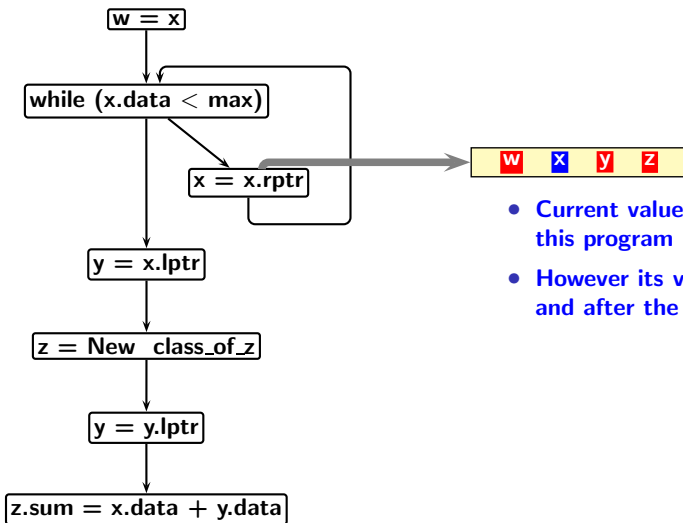 w = x
while (x.data < max)
x = x.rptr
y = x.lptr
z = New class_of_z
y = y.lptr
z.sum = x.data + y.data
w x y z
• Current value
this program
• However its v
and after the